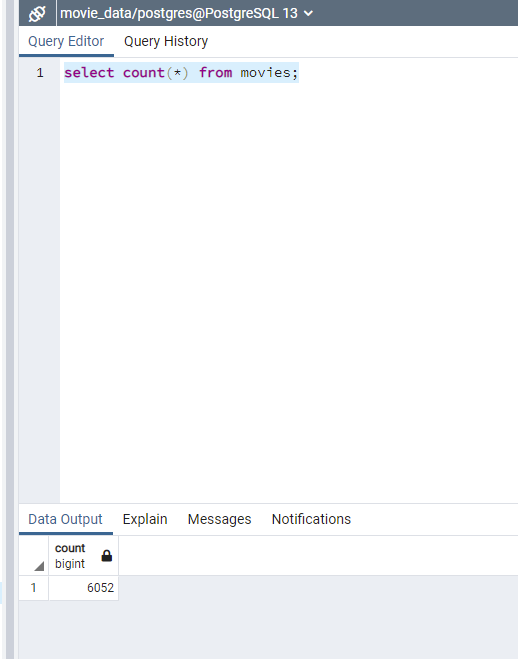 movie_data/postgres@PostgreSQL 13
Query Editor Query History
1 select count(*) from movies;
Data Output Explain Messages Notifications
count
bigint
1 6052